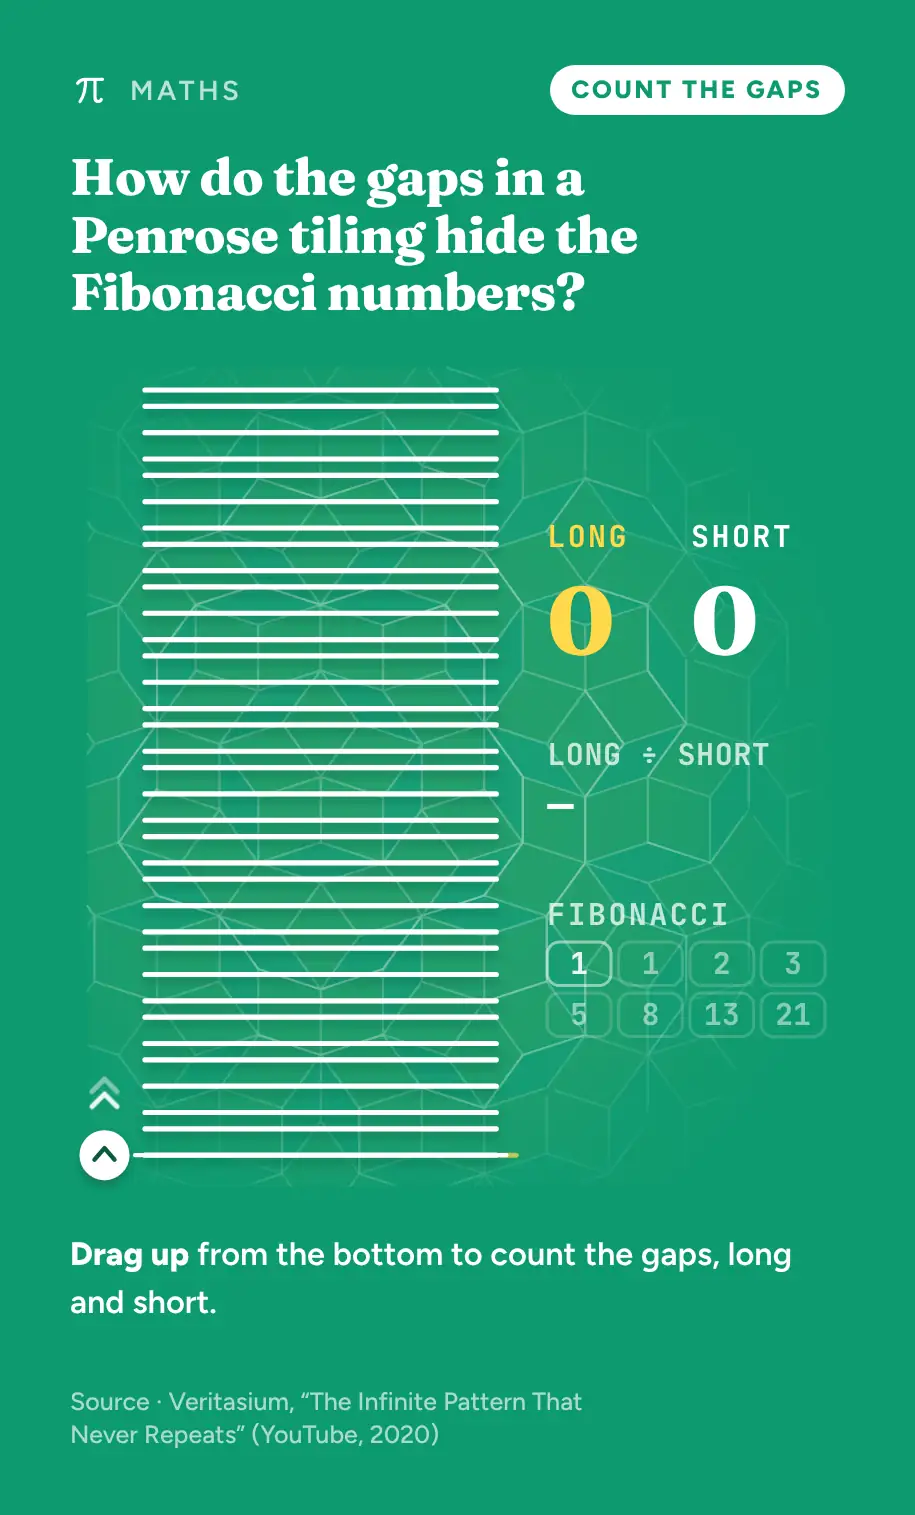 π MATHS
COUNT THE GAPS
How do the gaps in a
Penrose tiling hide the
Fibonacci numbers?
LONG SHORT
0 0
LONG ÷ SHORT
–
FIBONACCI
1 1 2 3
5 8 13 21
Drag up from the bottom to count the gaps, long
and short.
Source · Veritasium, “The Infinite Pattern That
Never Repeats” (YouTube, 2020)